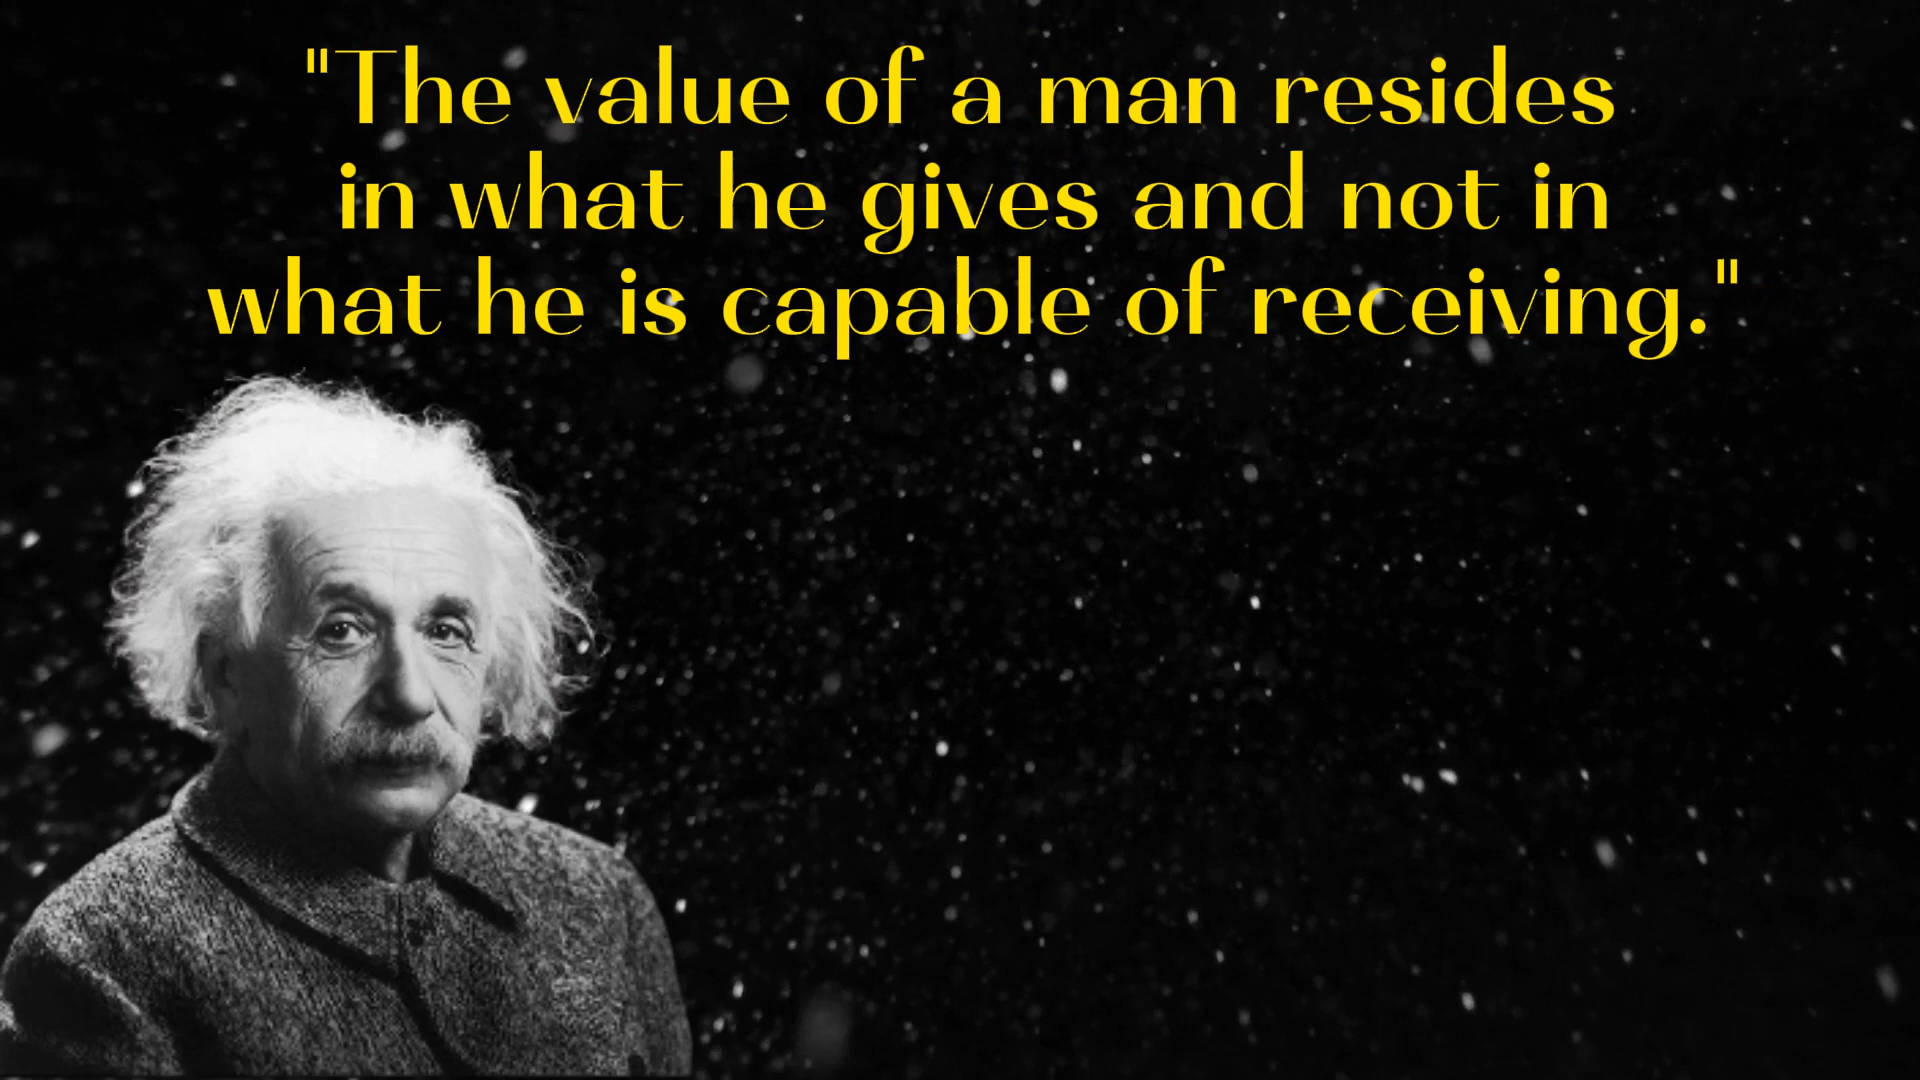 "The value of a man resides
in what he gives and not in
what he is capable of receiving."